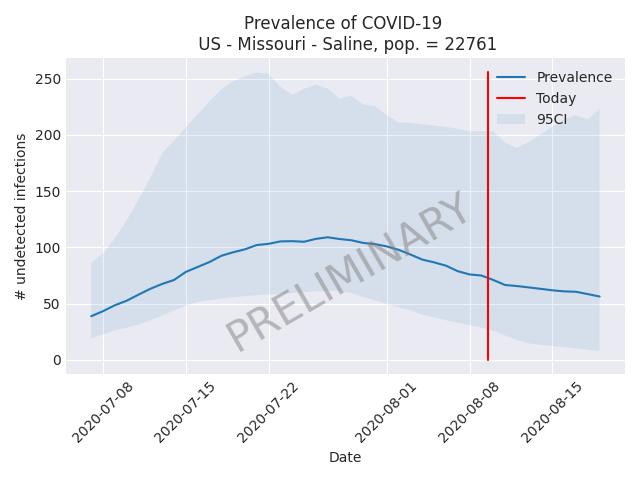 Prevalence of COVID-19
US - Missouri - Saline, pop. = 22761
# undetected infections
250
200
150
100
50
0
Prevalence
Today
95CI
PRELIMINARY
2020-07-08
2020-07-15
2020-07-22
2020-08-01
2020-08-08
2020-08-15
Date